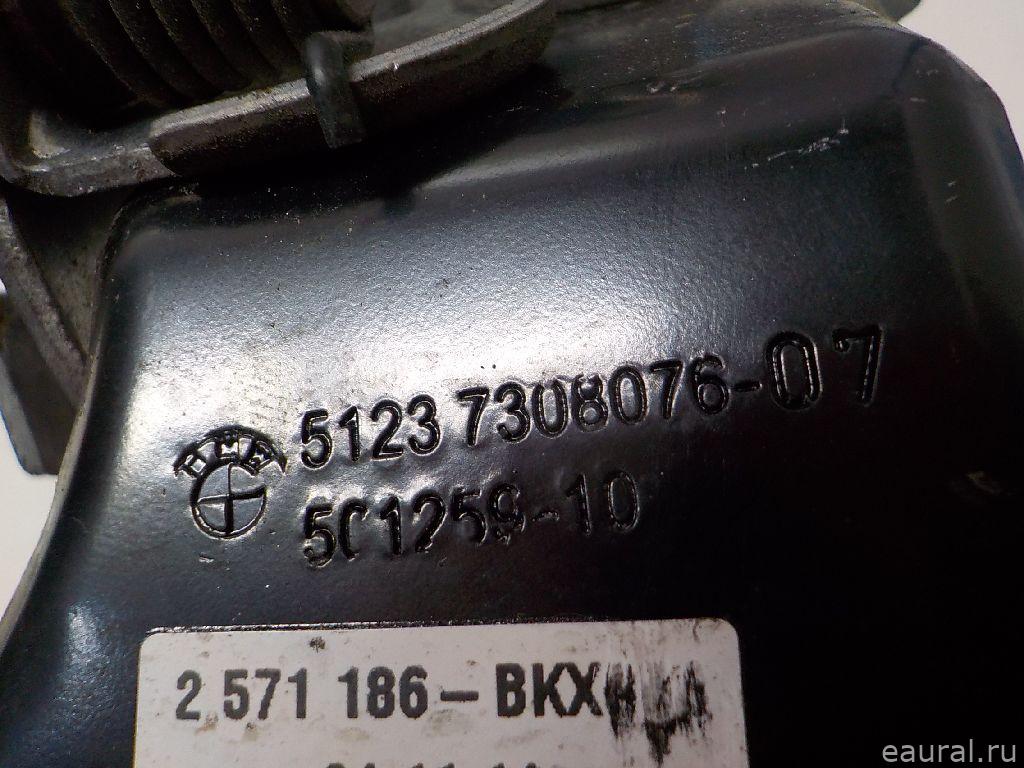 BMW
5123 7308076-07
501259-10
2 571 186 – BKX
eaural.ru